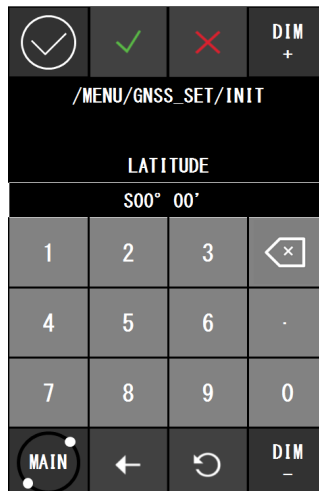 DIM
+
/MENU/GNSS_SET/INIT
LATITUDE
S00° 00'
1 2 3
4 5 6 .
7 8 9 0
MAIN DIM
-